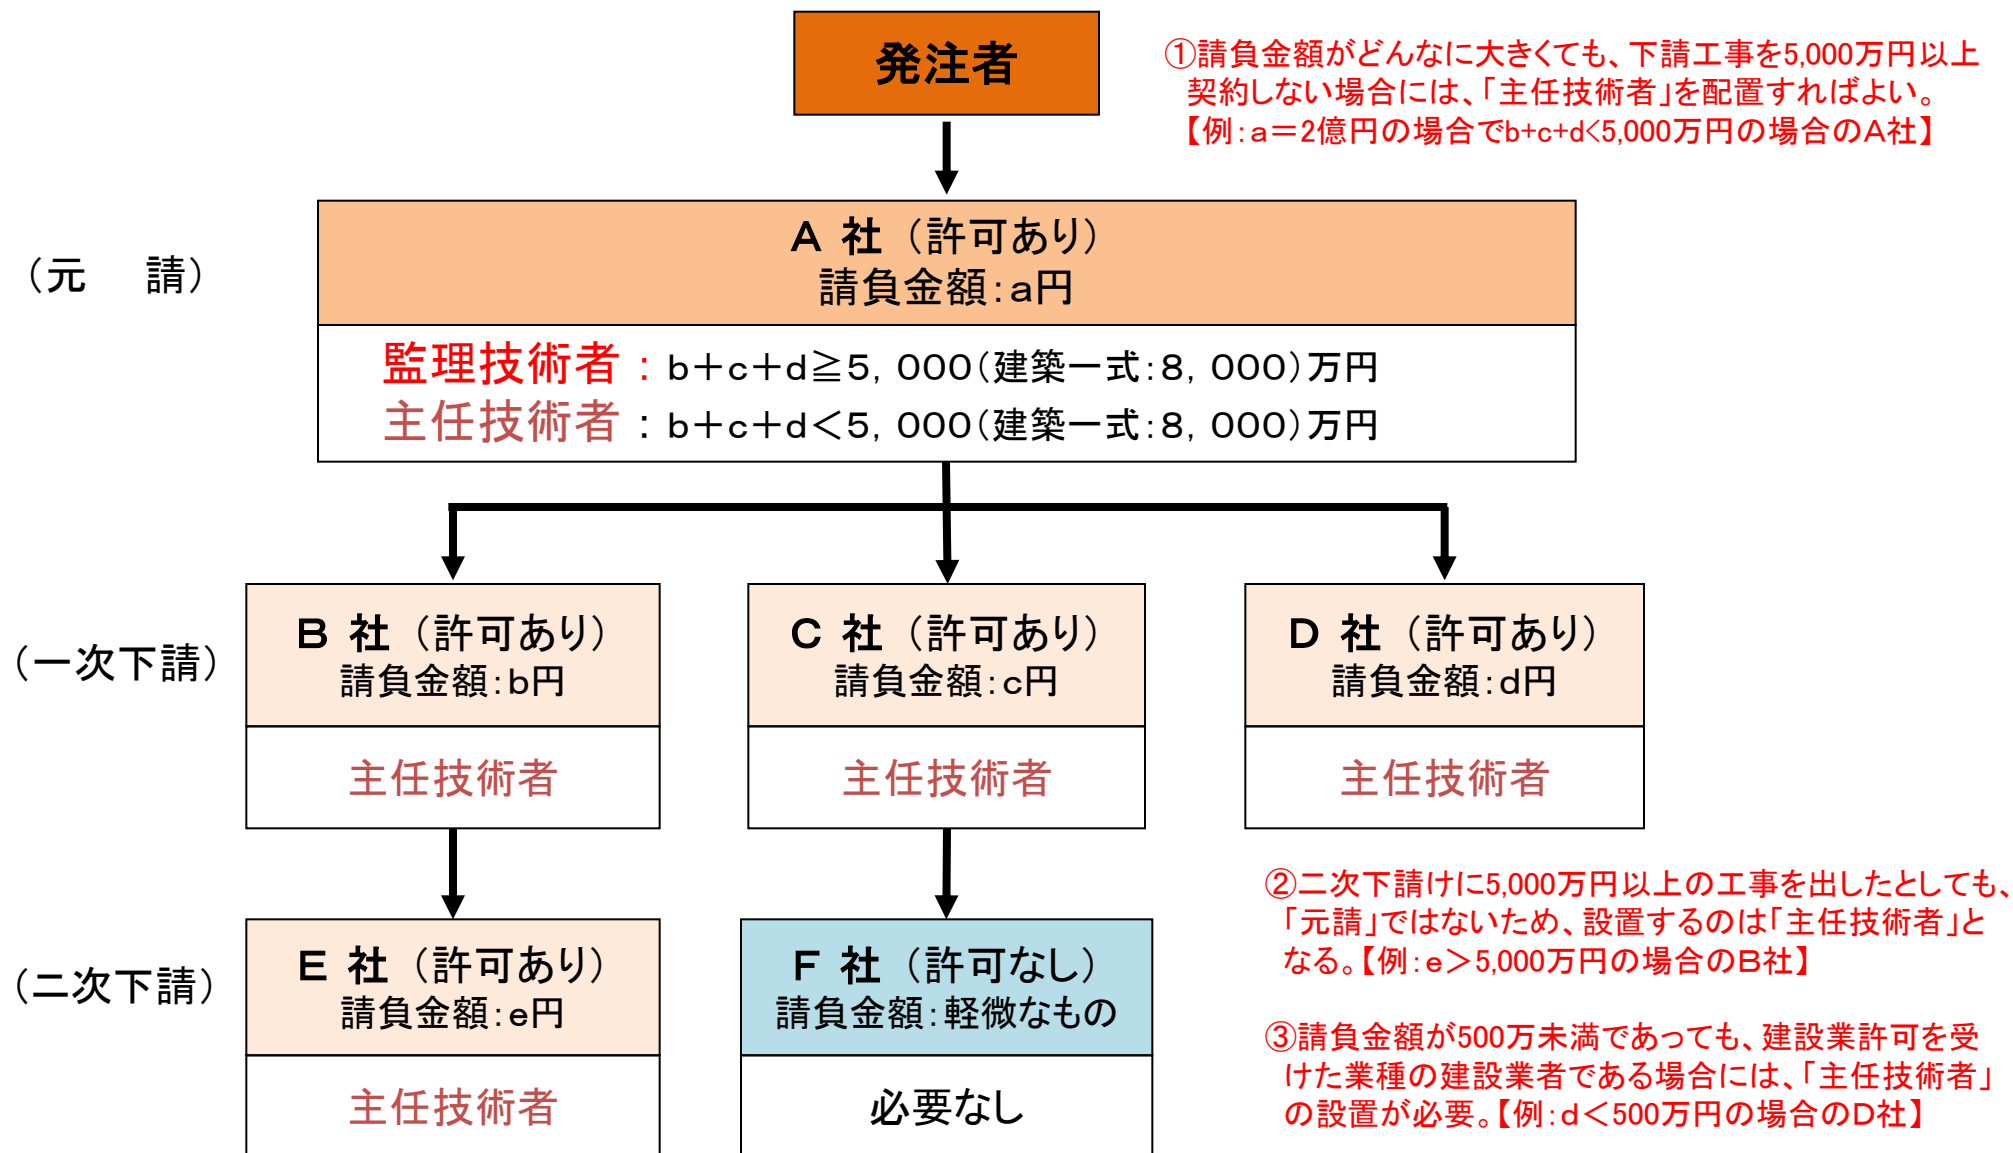 発注者
①請負金額がどんなに大きくても、下請工事を5,000万円以上
契約しない場合には、「主任技術者」を配置すればよい。
【例：a＝2億円の場合でb+c+d<5,000万円の場合のA社】
（元　請）
A 社（許可あり）
請負金額：a円
監理技術者：b＋c＋d≧5，000（建築一式：8，000）万円
主任技術者：b＋c＋d＜5，000（建築一式：8，000）万円
（一次下請）
B 社（許可あり）
請負金額：b円
主任技術者
C 社（許可あり）
請負金額：c円
主任技術者
D 社（許可あり）
請負金額：d円
主任技術者
（二次下請）
E 社（許可あり）
請負金額：e円
主任技術者
F 社（許可なし）
請負金額：軽微なもの
必要なし
②二次下請けに5,000万円以上の工事を出したとしても、
「元請」ではないため、設置するのは「主任技術者」と
なる。【例：e＞5,000万円の場合のB社】
③請負金額が500万未満であっても、建設業許可を受
けた業種の建設業者である場合には、「主任技術者」
の設置が必要。【例：d＜500万円の場合のD社】